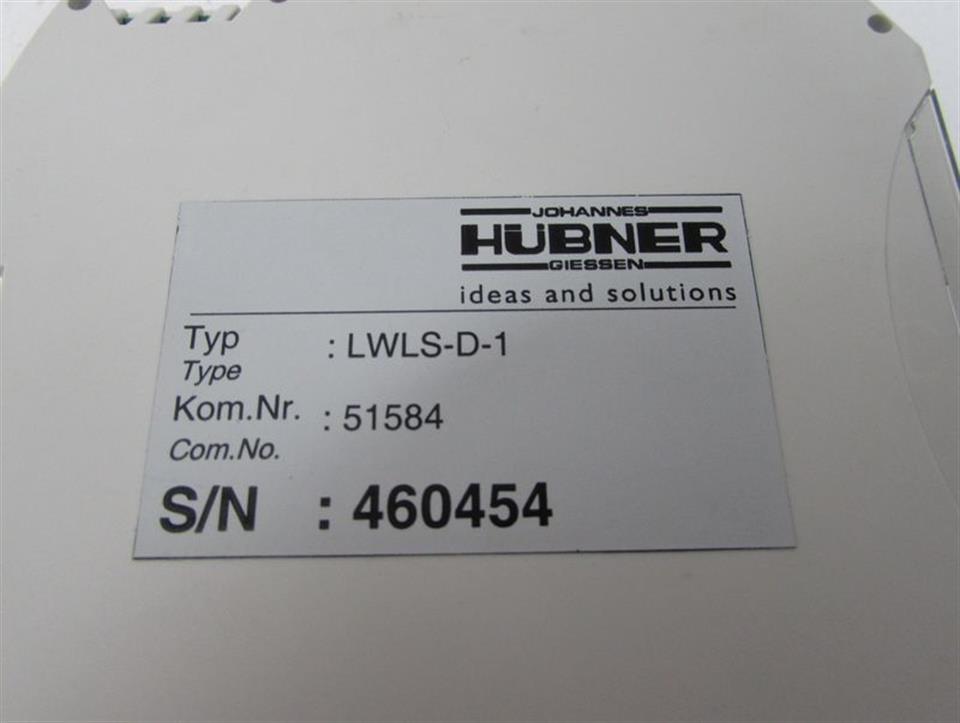 JOHANNES
HÜBNER
GIESSEN
ideas and solutions
Typ : LWLS-D-1
Type
Kom.Nr. : 51584
Com.No.
S/N : 460454